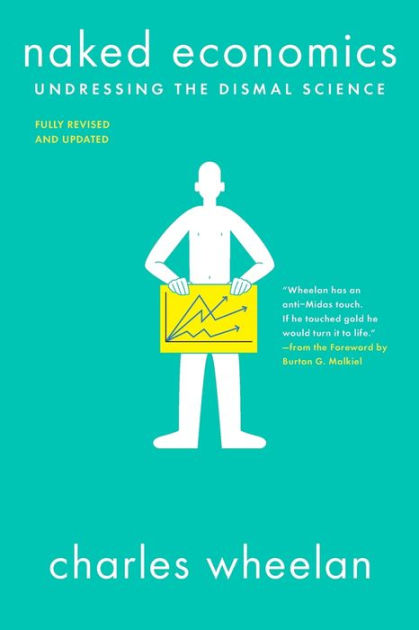 naked economics
UNDRESSING THE DISMAL SCIENCE
FULLY REVISED
AND UPDATED
“Wheelan has an
anti–Midas touch.
If he touched gold he
would turn it to life.”
—from the Foreword by
Burton G. Malkiel
charles wheelan